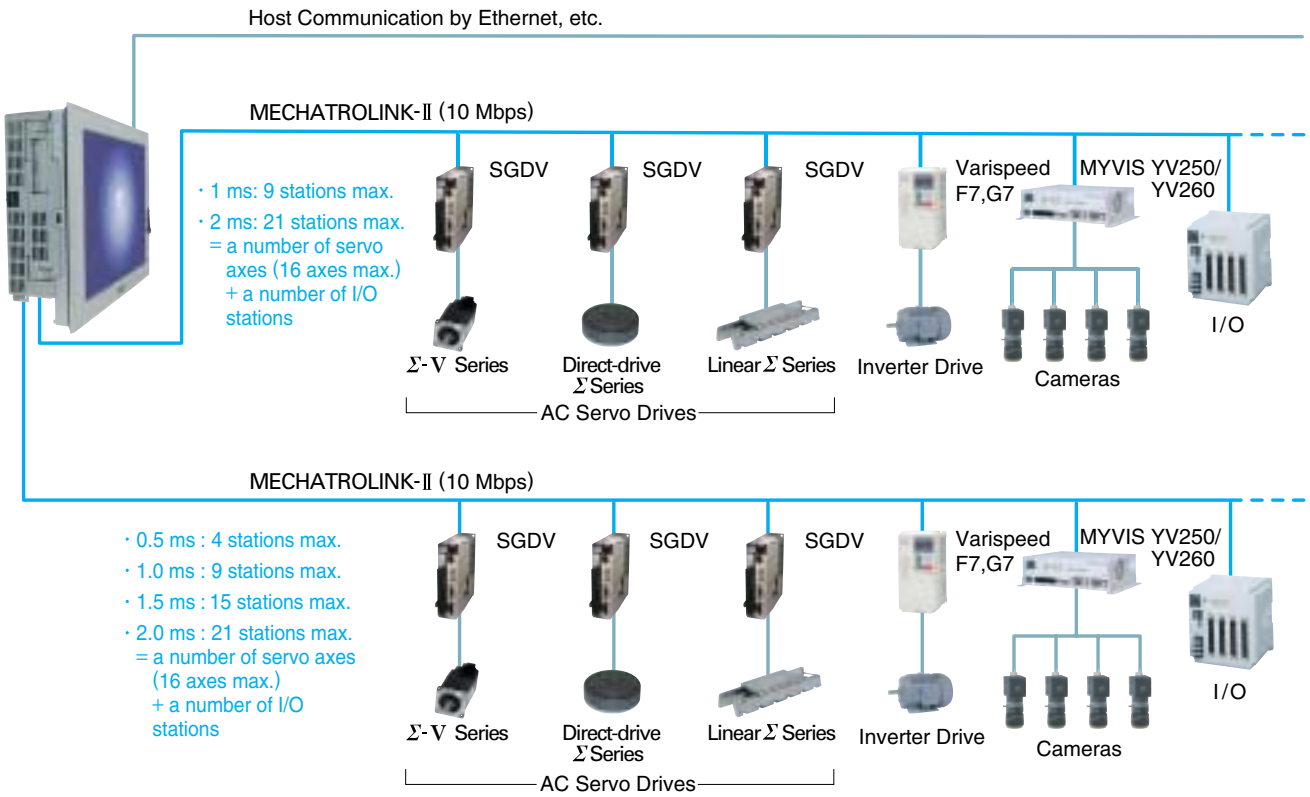 Host Communication by Ethernet, etc.
MECHATROLINK-Ⅱ (10 Mbps)
· 1 ms: 9 stations max.
· 2 ms: 21 stations max.
= a number of servo
axes (16 axes max.)
+ a number of I/O
stations
SGDV
SGDV
SGDV
Varispeed
F7,G7
MYVIS YV250/
YV260
Σ-V Series
Direct-drive
Σ Series
Linear Σ Series
Inverter Drive
Cameras
I/O
AC Servo Drives
MECHATROLINK-Ⅱ (10 Mbps)
· 0.5 ms : 4 stations max.
· 1.0 ms : 9 stations max.
· 1.5 ms : 15 stations max.
· 2.0 ms : 21 stations max.
= a number of servo axes
(16 axes max.)
+ a number of I/O
stations
SGDV
SGDV
SGDV
Varispeed
F7,G7
MYVIS YV250/
YV260
Σ-V Series
Direct-drive
Σ Series
Linear Σ Series
Inverter Drive
Cameras
I/O
AC Servo Drives